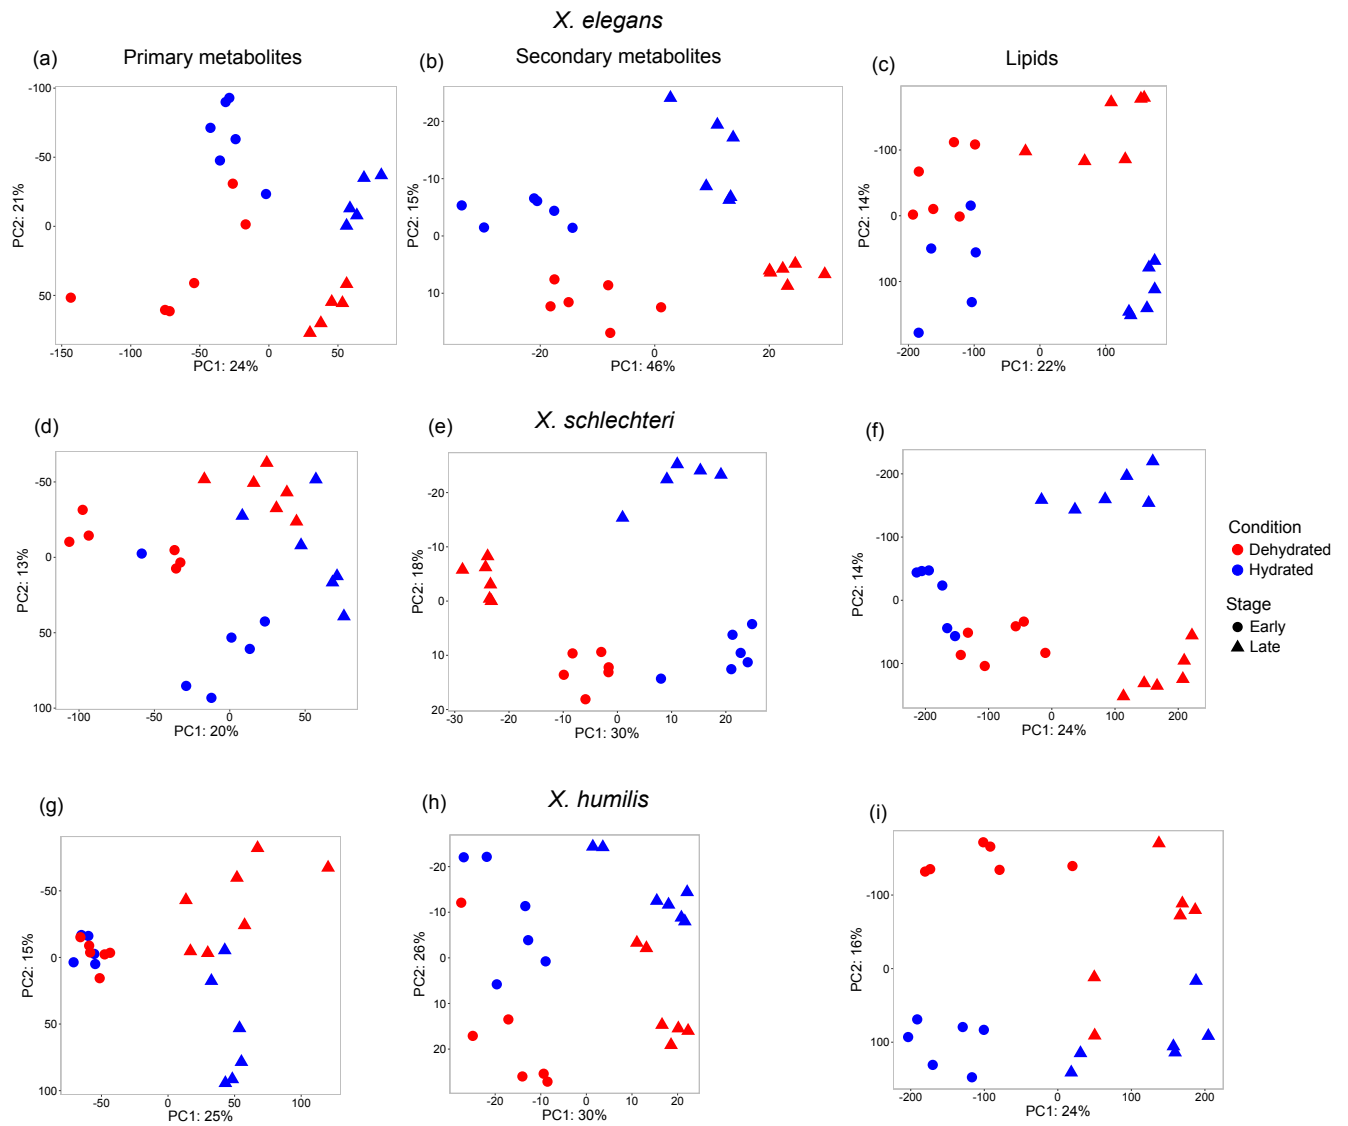 X. elegans
(a) Primary metabolites
(b) Secondary metabolites
(c) Lipids
-100
-50
0
50
PC2: 21%
-150 -100 -50 0 50
PC1: 24%
-20
-10
0
10
PC2: 15%
-20 0 20
PC1: 46%
-100
0
100
PC2: 14%
-200 -100 0 100
PC1: 22%
X. schlechteri
(d)
(e)
(f)
-50
0
50
100
PC2: 13%
-100 -50 0 50
PC1: 20%
-20
-10
0
10
20
PC2: 18%
-30 -20 -10 0 10 20
PC1: 30%
-200
-100
0
100
PC2: 14%
-200 -100 0 100 200
PC1: 24%
Condition
Dehydrated
Hydrated
Stage
Early
Late
X. humilis
(g)
(h)
(i)
-50
0
50
100
PC2: 15%
-50 0 50 100
PC1: 25%
-20
-10
0
10
20
PC2: 26%
-20 -10 0 10 20
PC1: 30%
-100
0
100
PC2: 16%
-200 -100 0 100 200
PC1: 24%